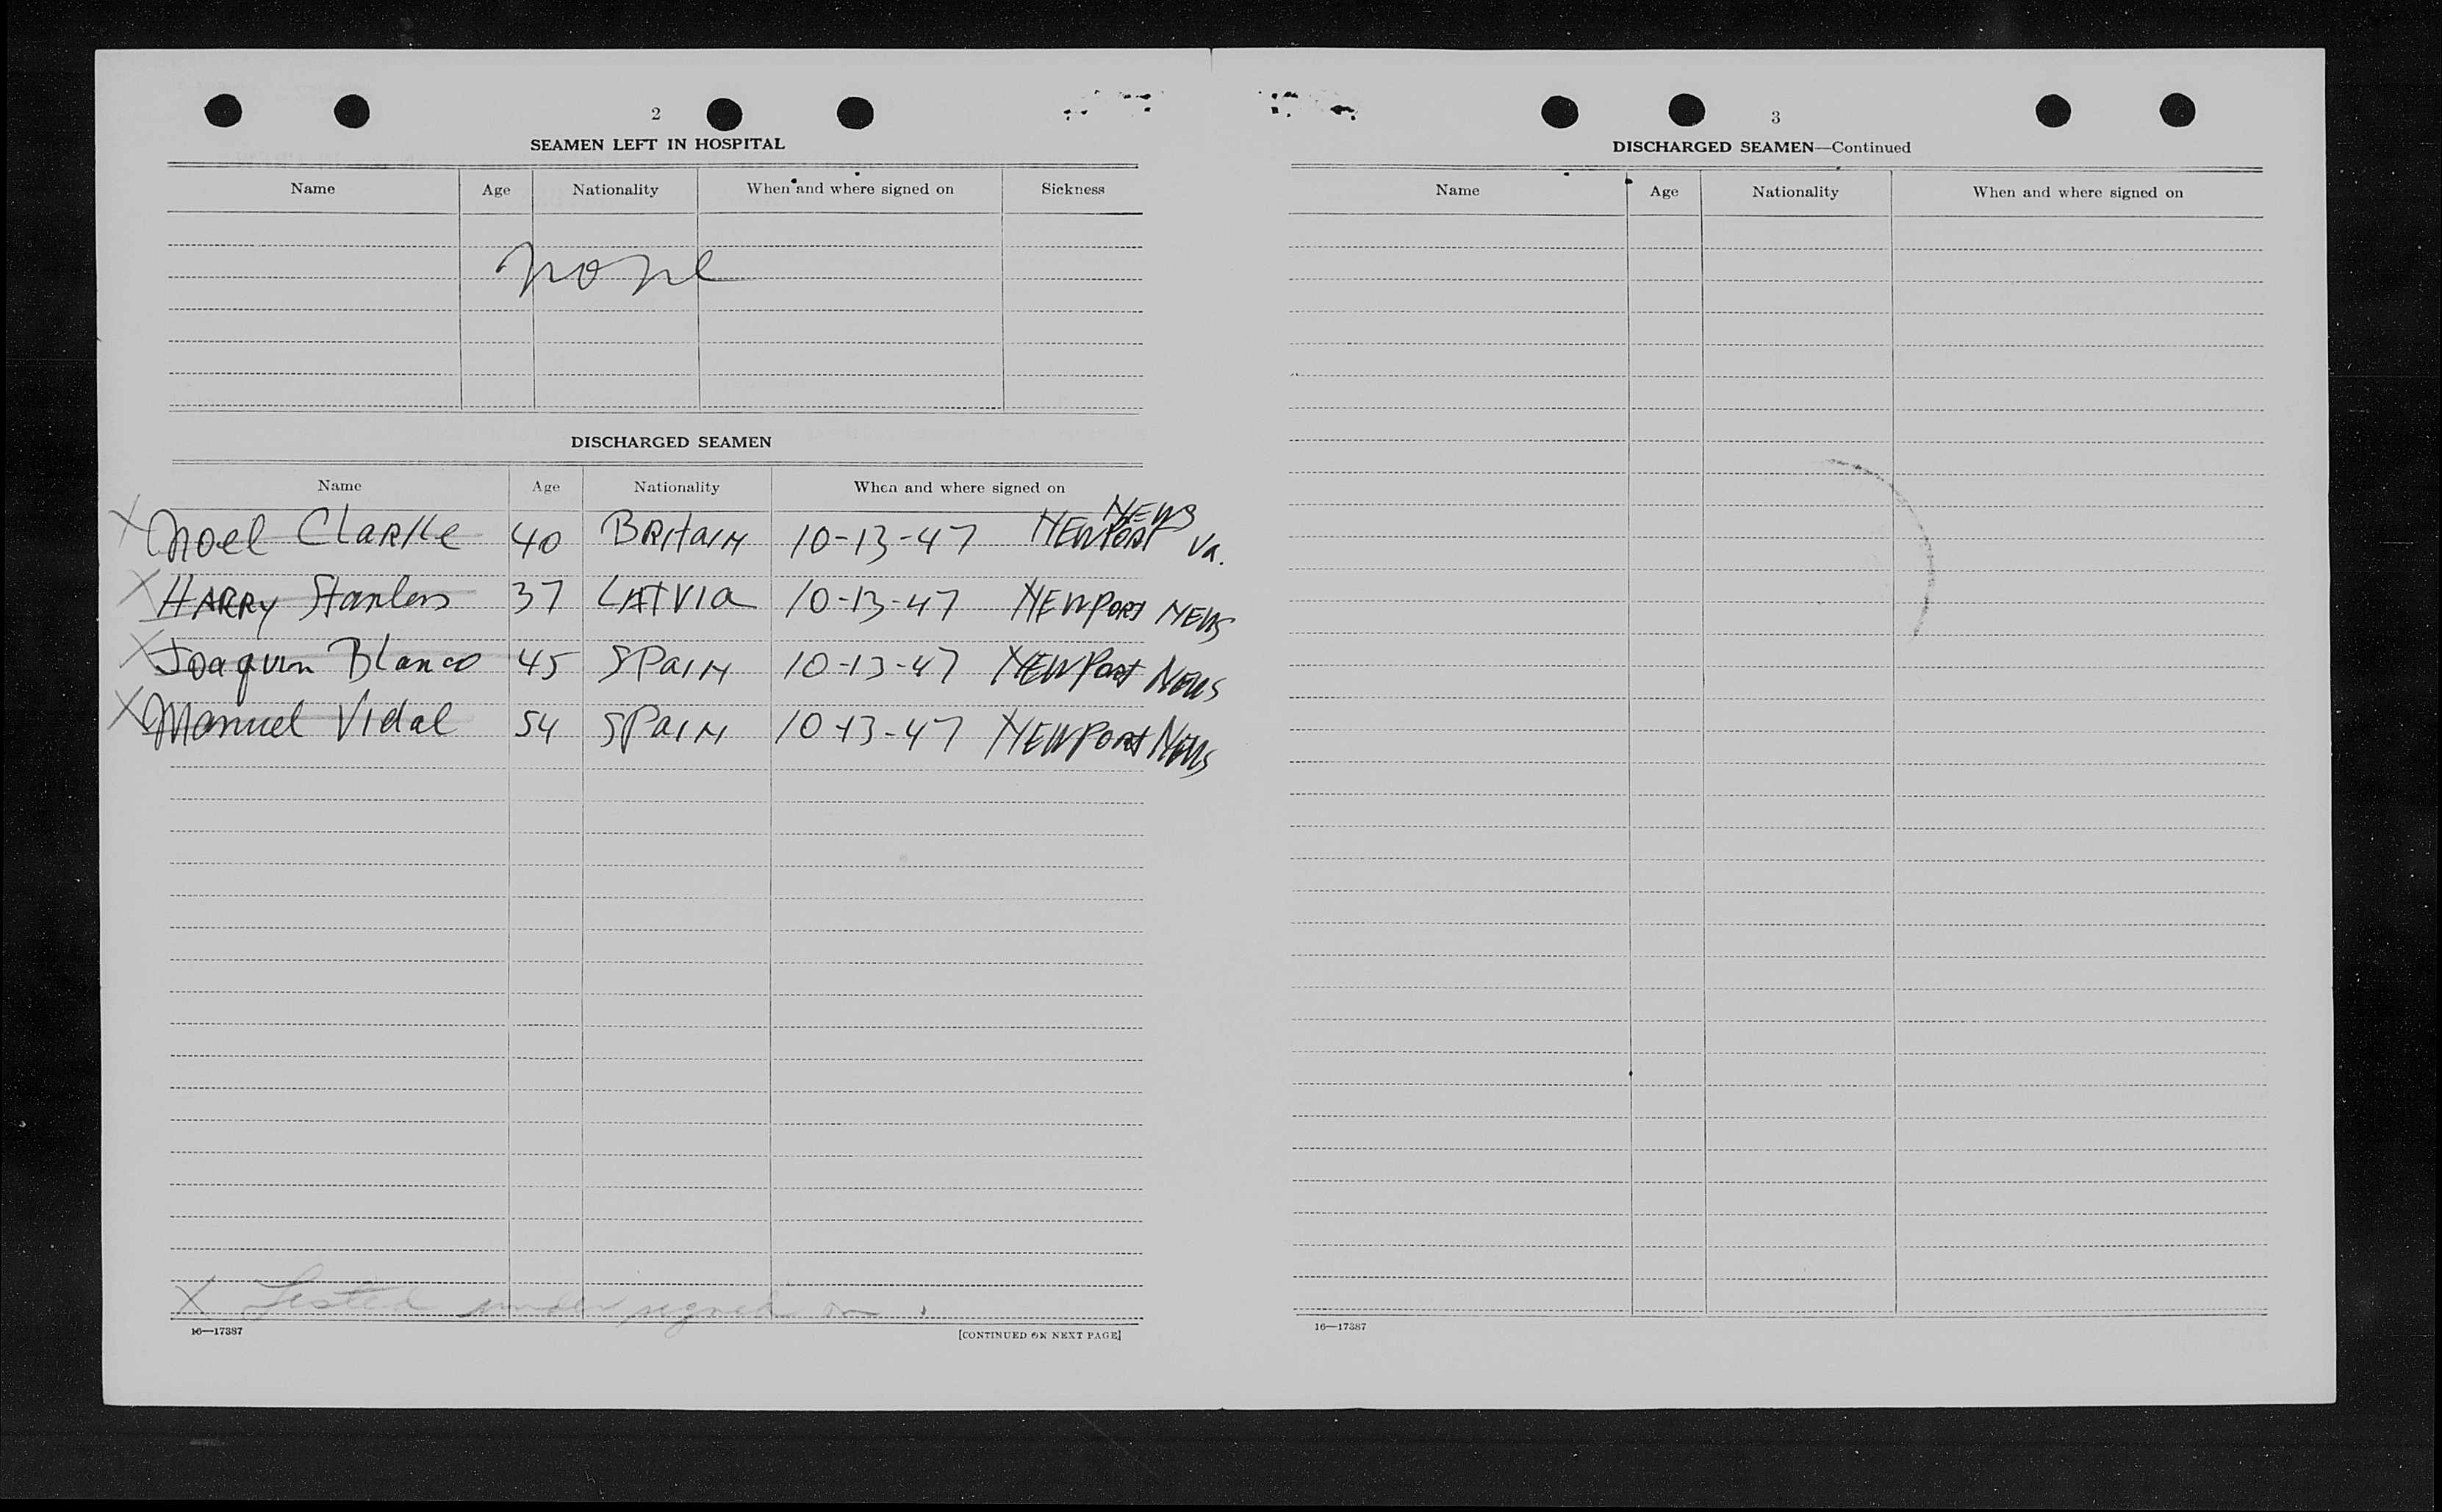 2
SEAMEN LEFT IN HOSPITAL
Name Age Nationality When and where signed on Sickness
none
DISCHARGED SEAMEN
Name Age Nationality When and where signed on
X Noel Clarke 40 Britain 10-13-47 Newport News Va.
X Harry 37 Latvia 10-13-47 Newport News
X Joaquin Blanco 45 Spain 10-13-47 Newport News
X Manuel Vidal 54 Spain 10-13-47 Newport News
X Listed under signed on.
16—17387 [CONTINUED ON NEXT PAGE]
3
DISCHARGED SEAMEN—Continued
Name Age Nationality When and where signed on
16—17387